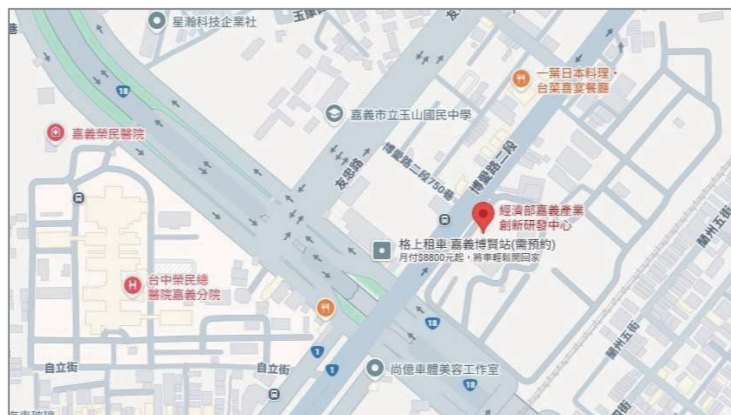 星瀚科技企業社
18
一葉日本料理・
台菜喜宴餐廳
嘉義市立玉山國民中學
嘉義榮民醫院
友忠路
博愛路二段750巷
博愛路二段
經濟部嘉義產業
創新研發中心
格上租車 嘉義博賢站(需預約)
月付$8800元起，將車輕鬆開回家
蘭州五街
台中榮民總
醫院嘉義分院
H
18
1
1
自立街
自立街
尚億車體美容工作室
18
蘭州五街